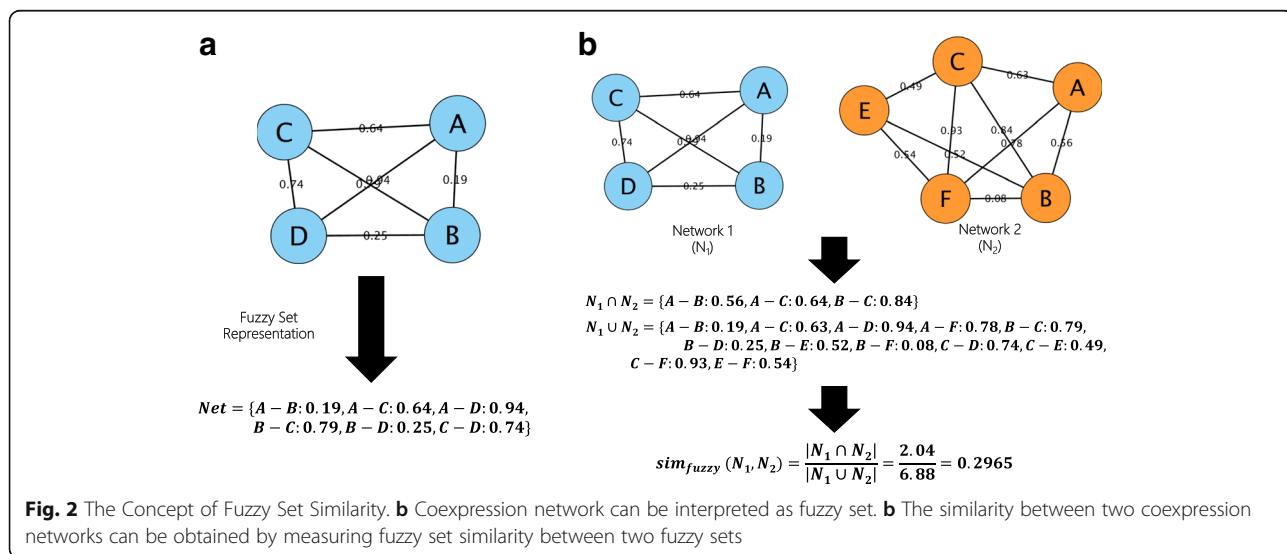 a
C
A
D
B
0.64
0.94
0.74
0.19
0.25
Fuzzy Set
Representation
Net = {A − B: 0.19, A − C: 0.64, A − D: 0.94,
B − C: 0.79, B − D: 0.25, C − D: 0.74}
b
C
A
D
B
0.64
0.94
0.74
0.19
0.25
Network 1
(N₁)
C
A
E
F
B
0.49
0.63
0.93
0.84
0.78
0.56
0.54
0.52
0.08
Network 2
(N₂)
N₁ ∩ N₂ = {A − B: 0.56, A − C: 0.64, B − C: 0.84}
N₁ ∪ N₂ = {A − B: 0.19, A − C: 0.63, A − D: 0.94, A − F: 0.78, B − C: 0.79,
B − D: 0.25, B − E: 0.52, B − F: 0.08, C − D: 0.74, C − E: 0.49,
C − F: 0.93, E − F: 0.54}
sim_fuzzy (N₁, N₂) = |N₁ ∩ N₂| / |N₁ ∪ N₂| = 2.04 / 6.88 = 0.2965
Fig. 2 The Concept of Fuzzy Set Similarity. b Coexpression network can be interpreted as fuzzy set. b The similarity between two coexpression
networks can be obtained by measuring fuzzy set similarity between two fuzzy sets